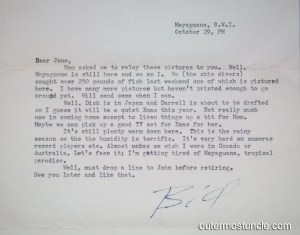 Mayaguana, B.W.I.
October 29, PM
Dear Jane,
Mom asked me to relay these pictures to you. Well,
Mayaguana is still here and so am I. We (the skin divers)
caught over 250 pounds of fish last weekend one of which is pictured
here. I have many more pictures but haven't printed enough to go
around yet. Will send some when I can.
Well, Dick is in Japan and Darrell is about to be drafted
so I guess it will be a quiet Xmas this year. Not really much
use in coming home except to liven things up a bit for Mom.
Maybe we can pick up a good TV set for Xmas for her.
It's still plenty warm down here. This is the rainy
season so the the humidity is terrific. It's very hard on cameras
record players etc. Almost makes me wish I were in Canada or
Australia. Let's face it; I'm getting tired of Mayaguana, tropical
paradise.
Well, must drop a line to John before retiring.
See you later and like that.
Bill
outermostuncle.com